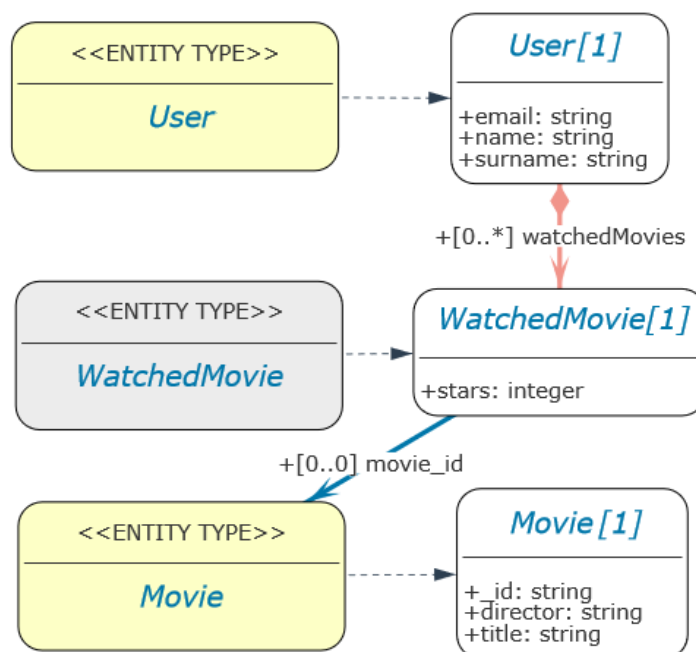 <<ENTITY TYPE>>
User
User[1]
+email: string
+name: string
+surname: string
+[0..*] watchedMovies
<<ENTITY TYPE>>
WatchedMovie
WatchedMovie[1]
+stars: integer
+[0..0] movie_id
<<ENTITY TYPE>>
Movie
Movie[1]
+_id: string
+director: string
+title: string